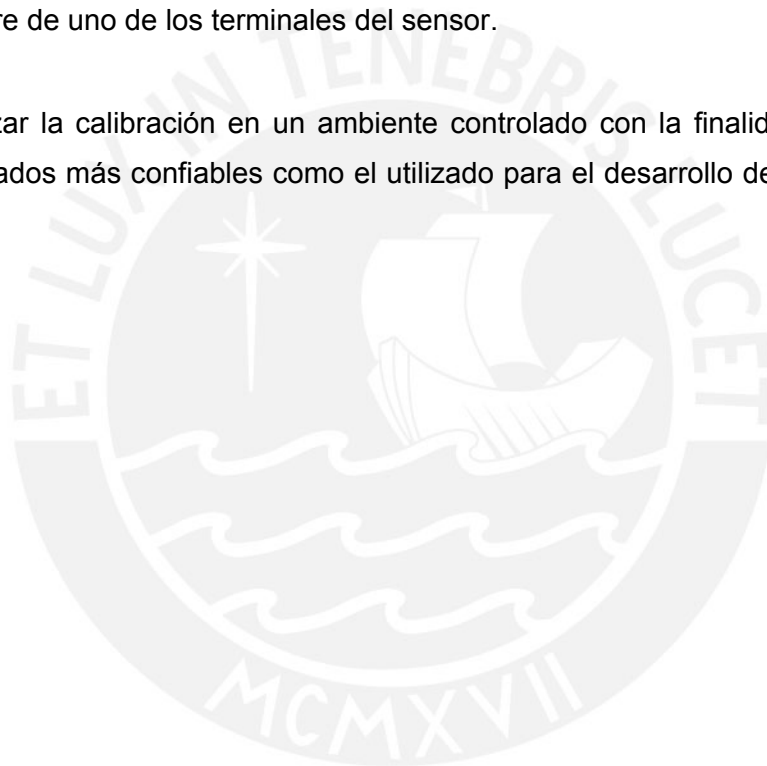 re de uno de los terminales del sensor.
zar la calibración en un ambiente controlado con la finalid
ados más confiables como el utilizado para el desarrollo de
ET LUX IN TENEBRIS LUCET
MCMXVII